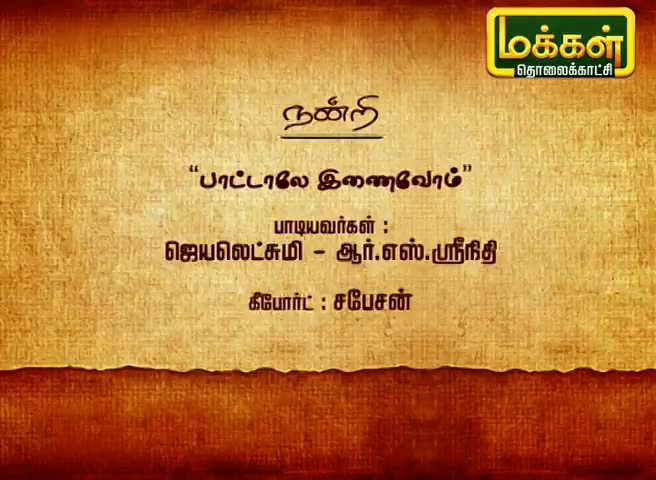 மக்கள்
தொலைக்காட்சி
நன்றி
“பாட்டாலே இணைவோம்”
பாடியவர்கள் :
ஜெயலெட்சுமி - ஆர்.எஸ்.ஸ்ரீநிதி
கீபோர்ட் : சபேசன்